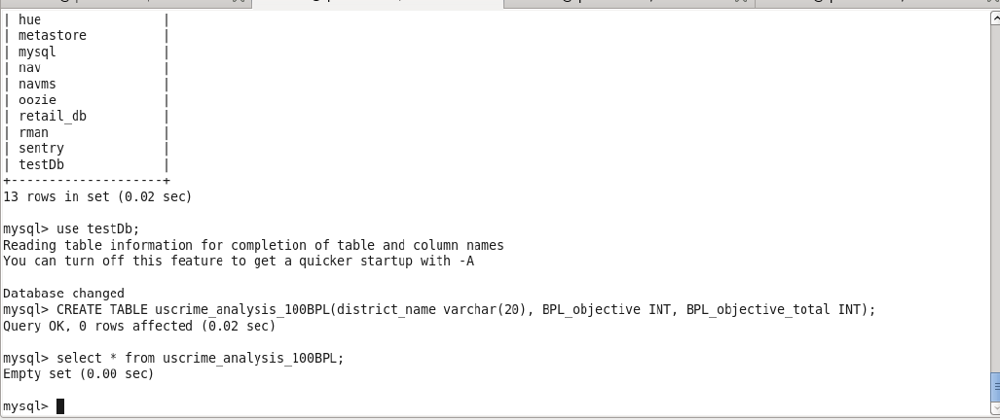 | hue |
| metastore |
| mysql |
| nav |
| navms |
| oozie |
| retail_db |
| rman |
| sentry |
| testDb |
+--------------------+
13 rows in set (0.02 sec)
mysql> use testDb;
Reading table information for completion of table and column names
You can turn off this feature to get a quicker startup with -A
Database changed
mysql> CREATE TABLE uscrime_analysis_100BPL(district_name varchar(20), BPL_objective INT, BPL_objective_total INT);
Query OK, 0 rows affected (0.02 sec)
mysql> select * from uscrime_analysis_100BPL;
Empty set (0.00 sec)
mysql>